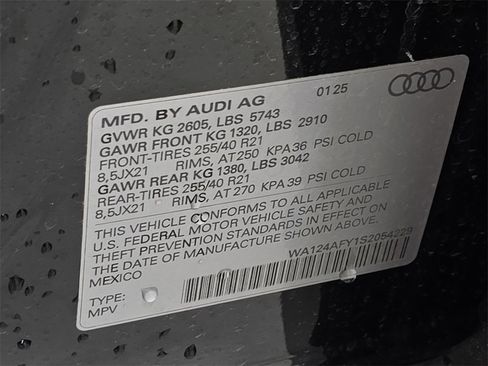 MFD. BY AUDI AG 01 25
GVWR KG 2605, LBS 5743
GAWR FRONT KG 1320, LBS 2910
FRONT-TIRES 255/40 R21
8,5JX21 RIMS, AT 250 KPA 36 PSI COLD
GAWR REAR KG 1380, LBS 3042
REAR-TIRES 255/40 R21
8,5JX21 RIMS, AT 270 KPA 39 PSI COLD
THIS VEHICLE CONFORMS TO ALL APPLICABLE
U.S. FEDERAL MOTOR VEHICLE SAFETY AND
THEFT PREVENTION STANDARDS IN EFFECT ON
THE DATE OF MANUFACTURE SHOWN ABOVE.
MEXICO
WA124AFY1S2054229
TYPE:
MPV